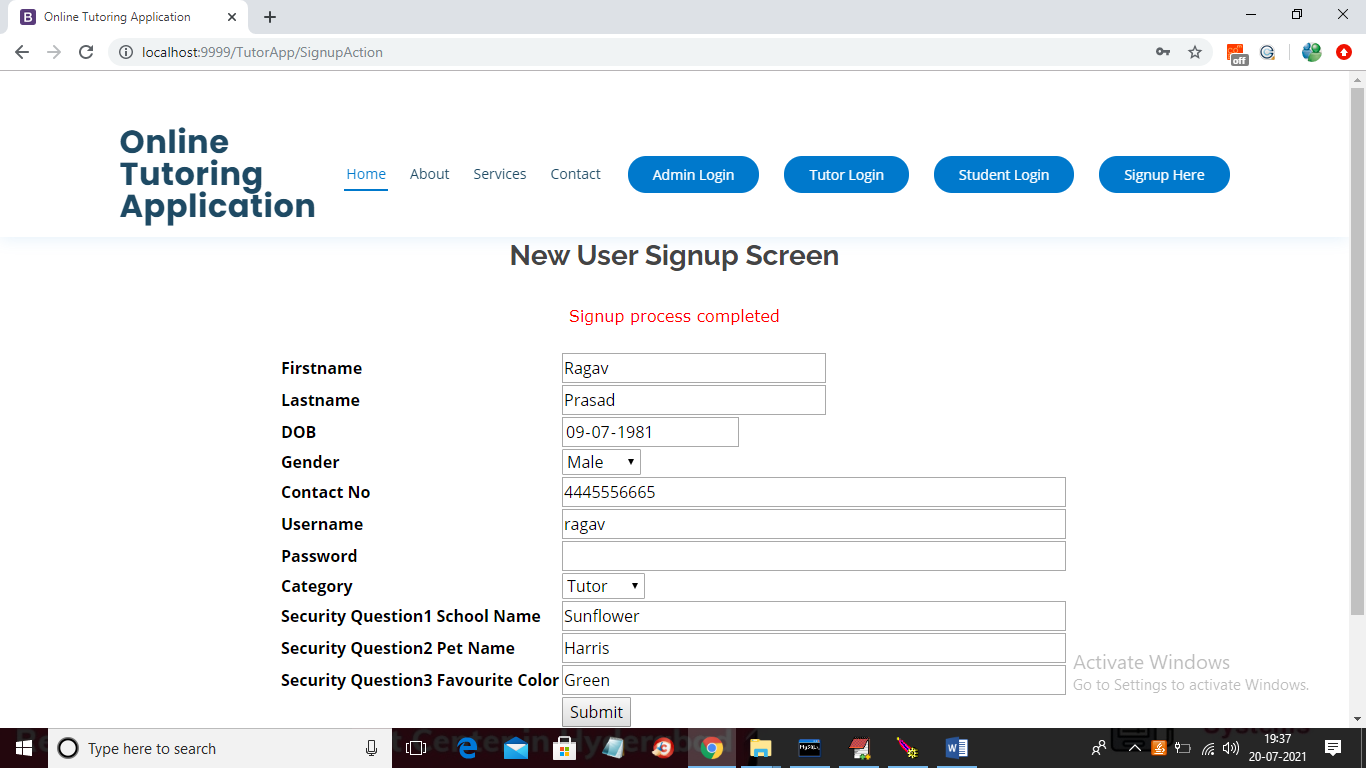 Online Tutoring Application
localhost:9999/TutorApp/SignupAction
off
Online
Tutoring
Application
Home About Services Contact Admin Login Tutor Login Student Login Signup Here
New User Signup Screen
Signup process completed
Firstname Ragav
Lastname Prasad
DOB 09-07-1981
Gender Male
Contact No 4445556665
Username ragav
Password
Category Tutor
Security Question1 School Name Sunflower
Security Question2 Pet Name Harris
Security Question3 Favourite Color Green
Submit
Activate Windows
Go to Settings to activate Windows.
Type here to search
19:37
20-07-2021